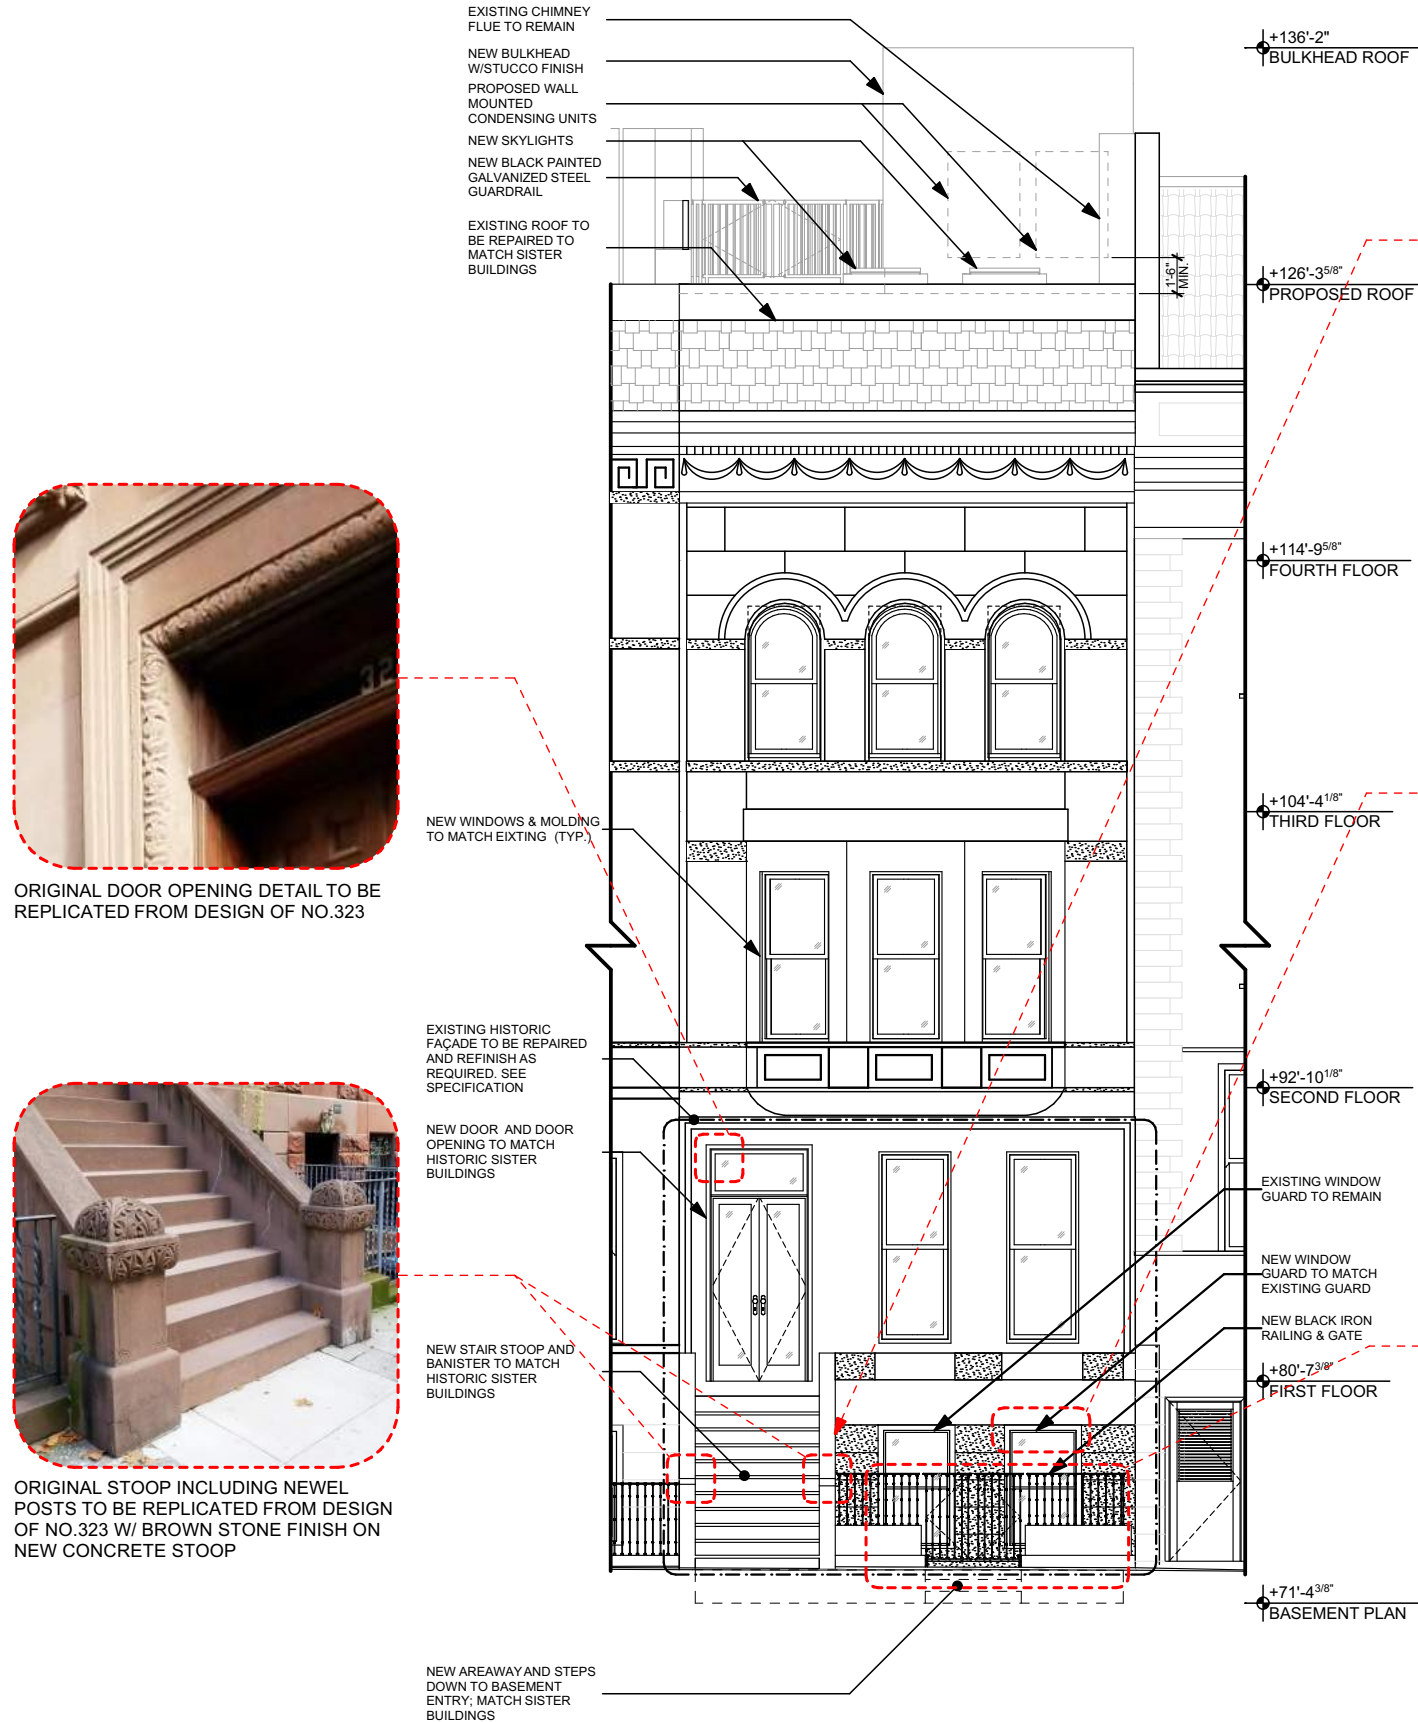 EXISTING CHIMNEY
FLUE TO REMAIN
NEW BULKHEAD
W/STUCCO FINISH
PROPOSED WALL
MOUNTED
CONDENSING UNITS
NEW SKYLIGHTS
NEW BLACK PAINTED
GALVANIZED STEEL
GUARDRAIL
EXISTING ROOF TO
BE REPAIRED TO
MATCH SISTER
BUILDINGS
1'-6"
MIN.
+136'-2"
BULKHEAD ROOF
+126'-3 5/8"
PROPOSED ROOF
+114'-9 5/8"
FOURTH FLOOR
+104'-4 1/8"
THIRD FLOOR
+92'-10 1/8"
SECOND FLOOR
+80'-7 3/8"
FIRST FLOOR
+71'-4 3/8"
BASEMENT PLAN
ORIGINAL DOOR OPENING DETAIL TO BE
REPLICATED FROM DESIGN OF NO.323
NEW WINDOWS & MOLDING
TO MATCH EIXTING (TYP.)
EXISTING HISTORIC
FAÇADE TO BE REPAIRED
AND REFINISH AS
REQUIRED. SEE
SPECIFICATION
NEW DOOR AND DOOR
OPENING TO MATCH
HISTORIC SISTER
BUILDINGS
NEW STAIR STOOP AND
BANISTER TO MATCH
HISTORIC SISTER
BUILDINGS
EXISTING WINDOW
GUARD TO REMAIN
NEW WINDOW
GUARD TO MATCH
EXISTING GUARD
NEW BLACK IRON
RAILING & GATE
ORIGINAL STOOP INCLUDING NEWEL
POSTS TO BE REPLICATED FROM DESIGN
OF NO.323 W/ BROWN STONE FINISH ON
NEW CONCRETE STOOP
NEW AREAWAY AND STEPS
DOWN TO BASEMENT
ENTRY; MATCH SISTER
BUILDINGS